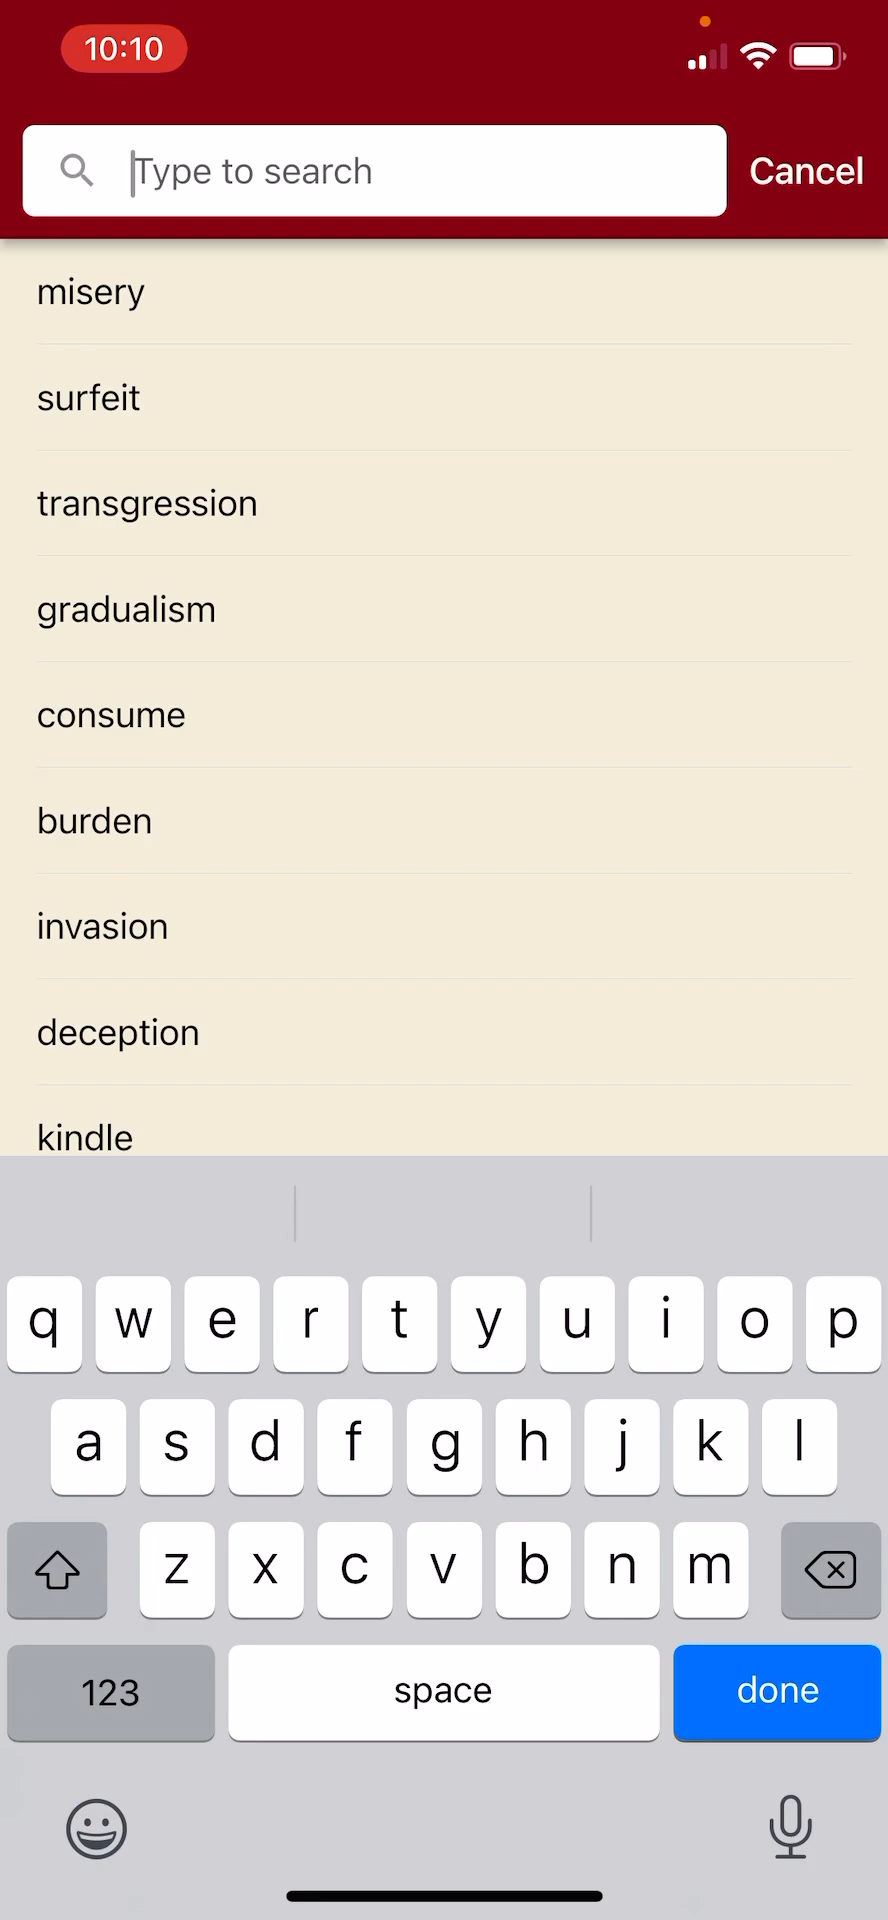 10:10
Type to search
Cancel
misery
surfeit
transgression
gradualism
consume
burden
invasion
deception
kindle
q w e r t y u i o p
a s d f g h j k l
z x c v b n m
123 space done